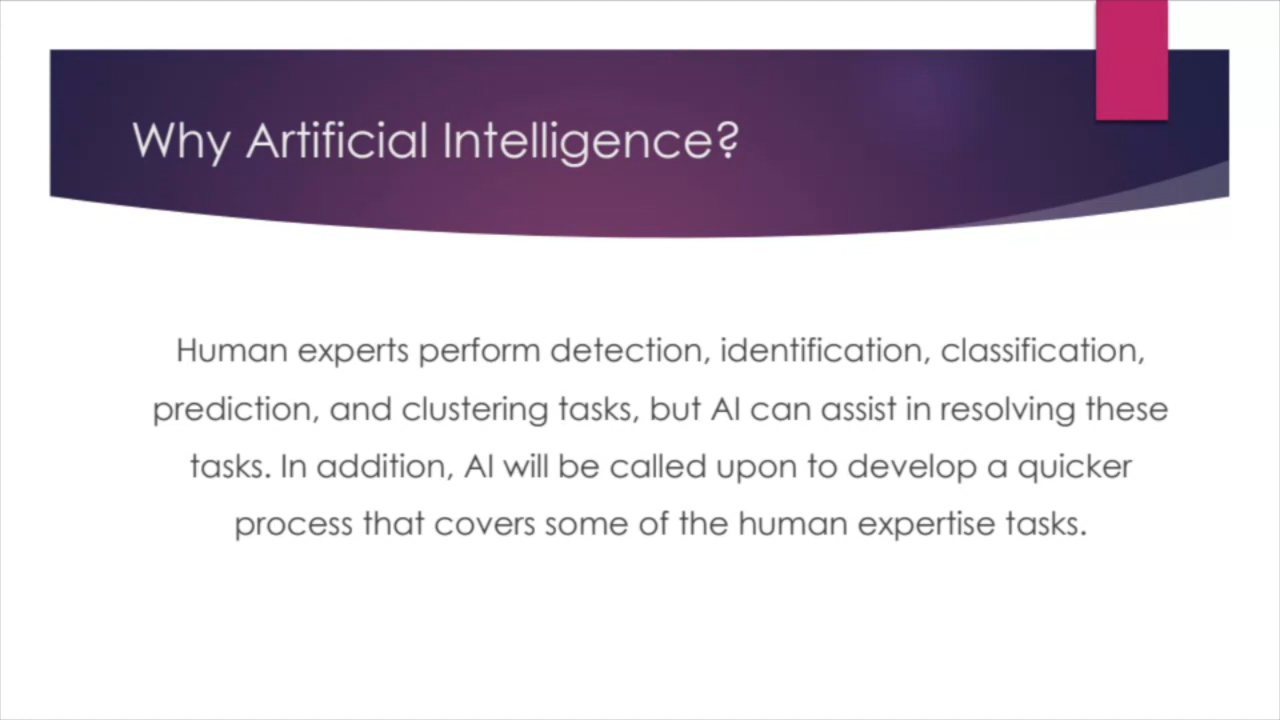 Why Artificial Intelligence?
Human experts perform detection, identification, classification,
prediction, and clustering tasks, but AI can assist in resolving these
tasks. In addition, AI will be called upon to develop a quicker
process that covers some of the human expertise tasks.